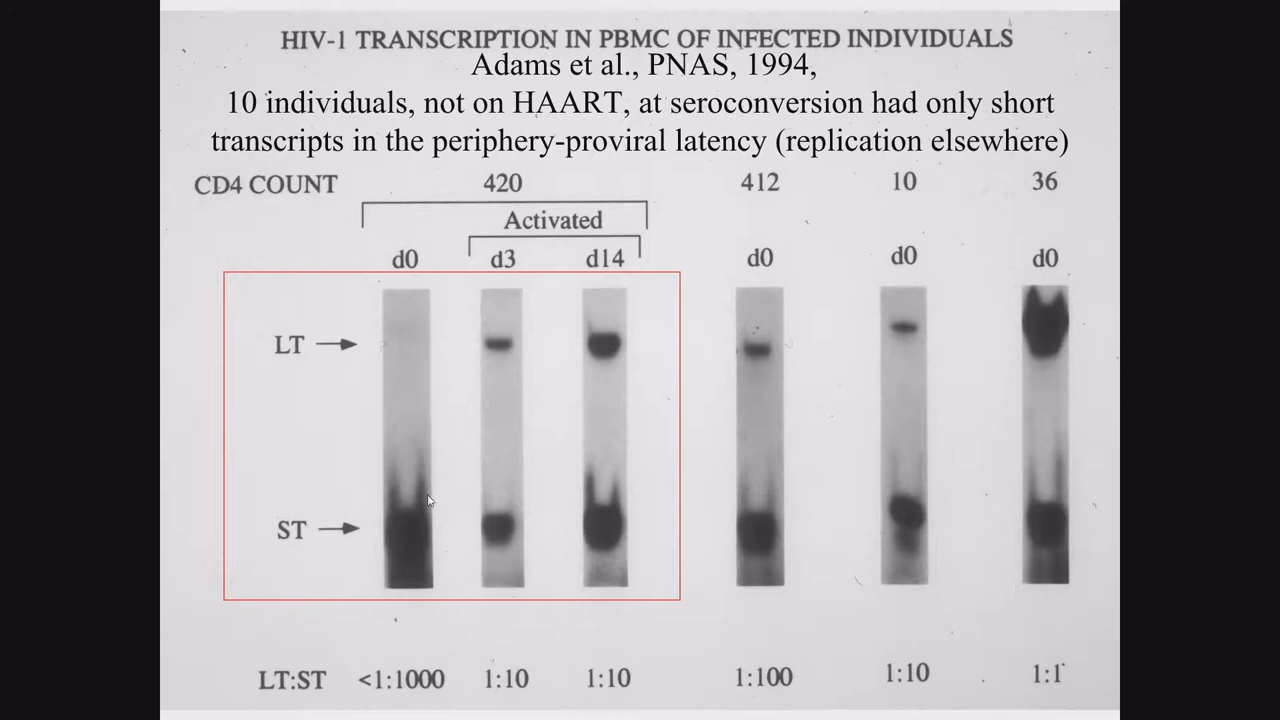 HIV-1 TRANSCRIPTION IN PBMC OF INFECTED INDIVIDUALS
Adams et al., PNAS, 1994,
10 individuals, not on HAART, at seroconversion had only short
transcripts in the periphery-proviral latency (replication elsewhere)
CD4 COUNT 420 412 10 36
Activated
d0 d3 d14 d0 d0 d0
LT
ST
LT:ST <1:1000 1:10 1:10 1:100 1:10 1:1